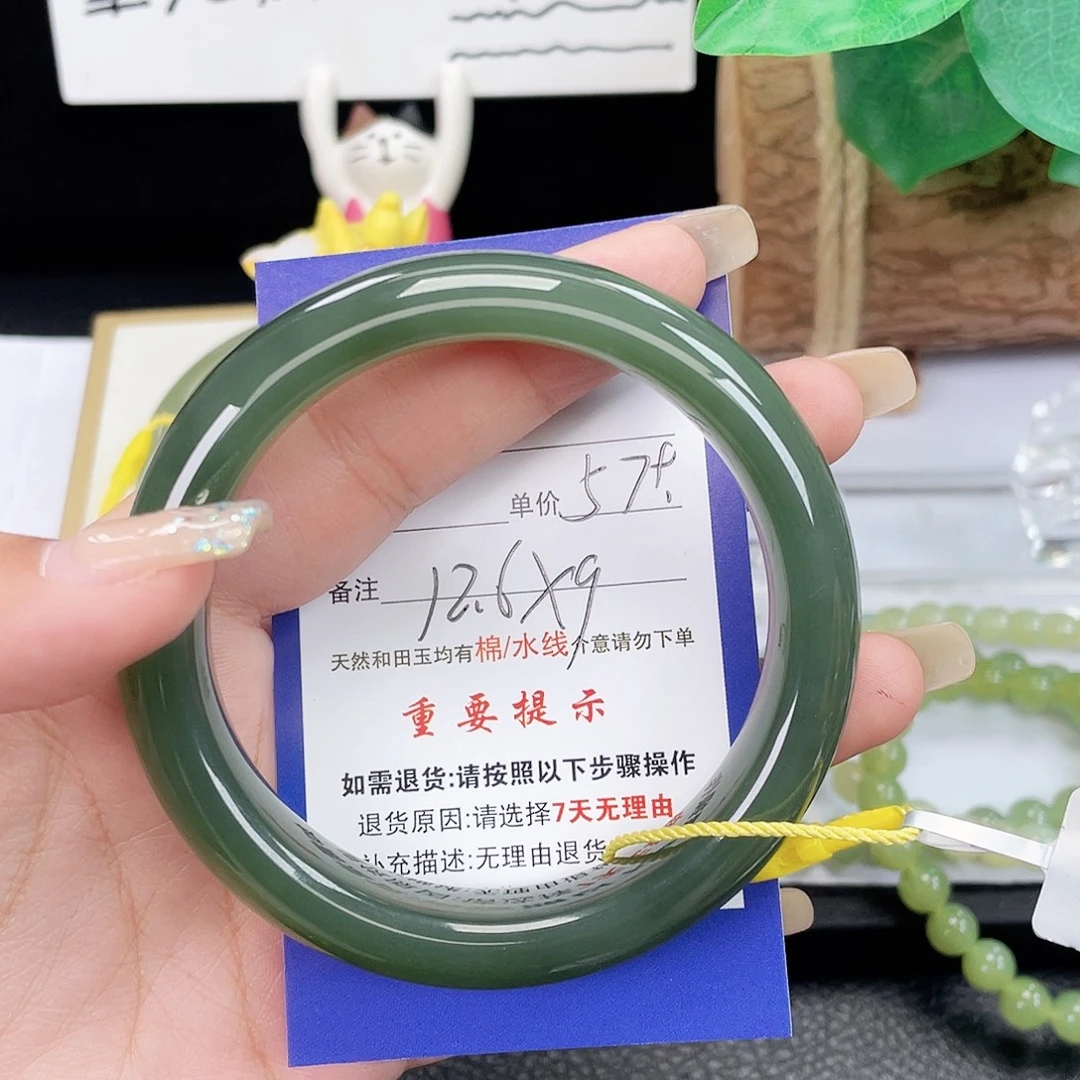 单价 57f.
备注 12.6×9
天然和田玉均有棉/水线介意请勿下单
重要提示
如需退货:请按照以下步骤操作
退货原因:请选择7天无理由
补充描述:无理由退货